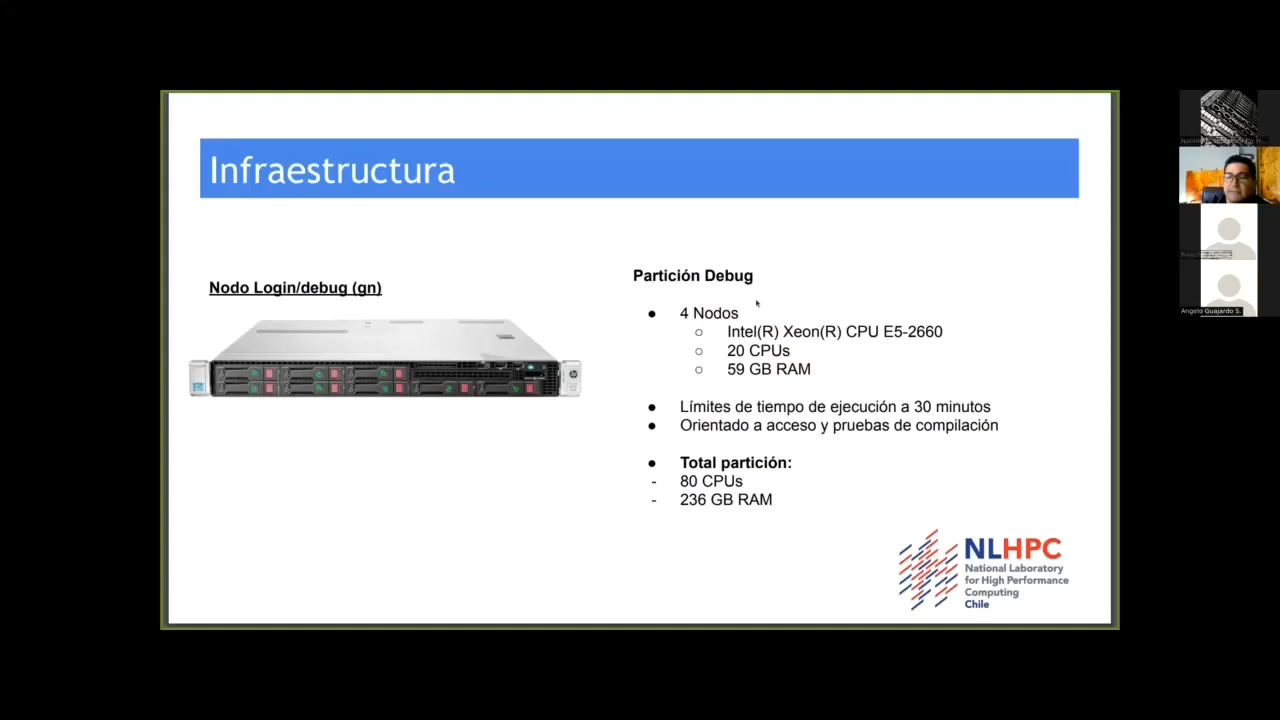 Infraestructura
Nodo Login/debug (gn)
Partición Debug
● 4 Nodos
○ Intel(R) Xeon(R) CPU E5-2660
○ 20 CPUs
○ 59 GB RAM
● Límites de tiempo de ejecución a 30 minutos
● Orientado a acceso y pruebas de compilación
● Total partición:
- 80 CPUs
- 236 GB RAM
NLHPC
National Laboratory
for High Performance
Computing
Chile
Angelo Guajardo S.